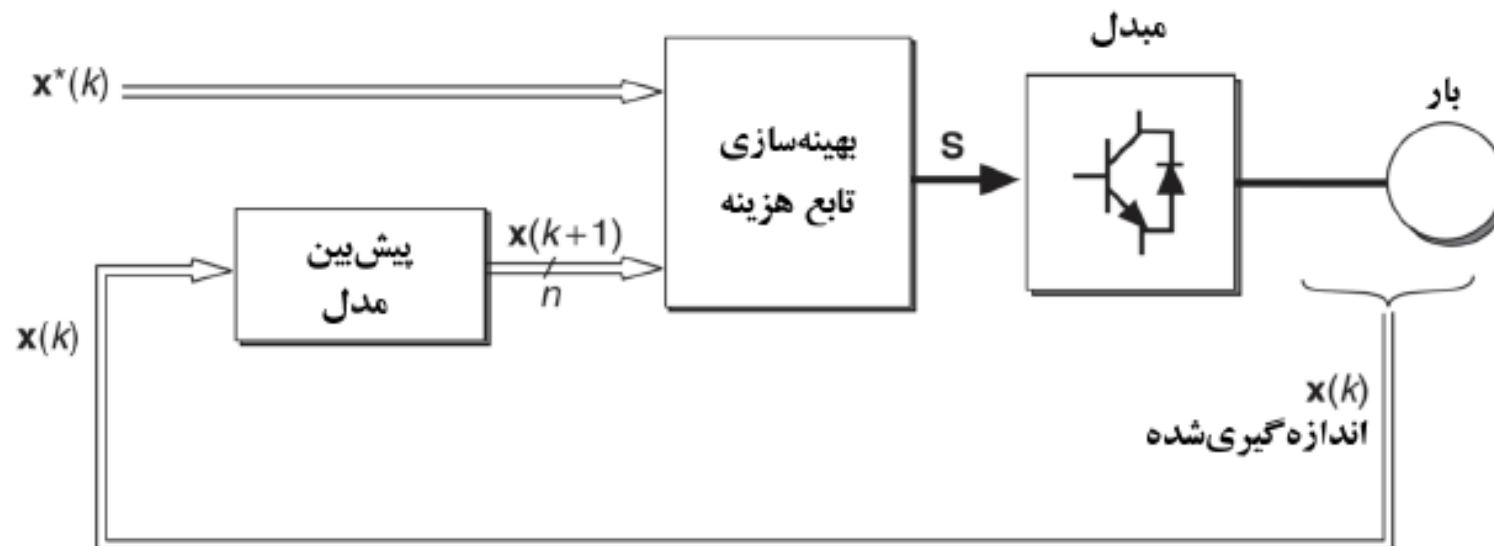 مبدل
بار
x*(k)
بهینه‌سازی
تابع هزینه
S
پیش‌بین
مدل
x(k+1)
n
x(k)
x(k)
اندازه‌گیری‌شده